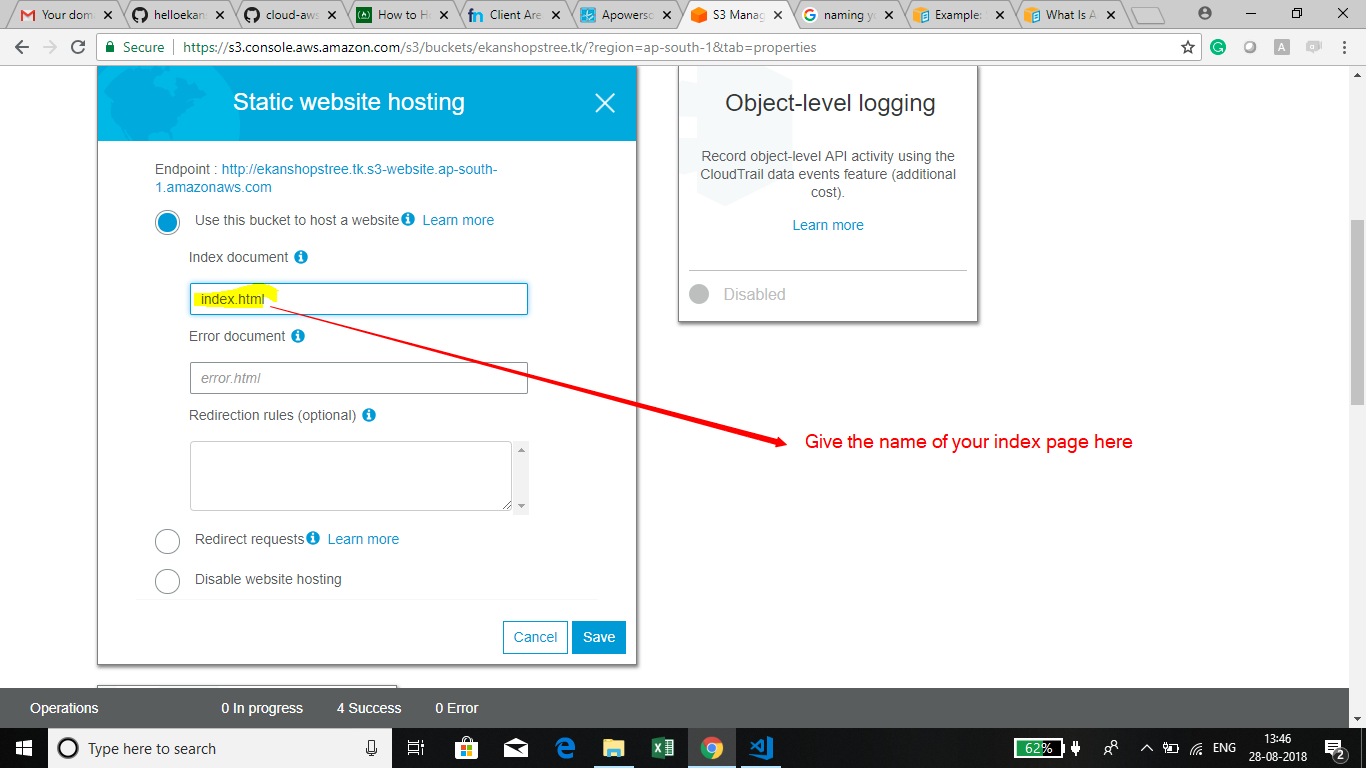 Your dom
helloekan
cloud-aws
How to H
Client Are
Apowersc
S3 Manag
naming yo
Example:
What Is A
Secure
https://s3.console.aws.amazon.com/s3/buckets/ekanshopstree.tk/?region=ap-south-1&tab=properties
Static website hosting
Endpoint : http://ekanshopstree.tk.s3-website.ap-south-
1.amazonaws.com
Use this bucket to host a website Learn more
Index document
index.html
Error document
error.html
Redirection rules (optional)
Redirect requests Learn more
Disable website hosting
Cancel Save
Object-level logging
Record object-level API activity using the
CloudTrail data events feature (additional
cost).
Learn more
Disabled
Give the name of your index page here
Operations 0 In progress 4 Success 0 Error
Type here to search
62%
ENG
13:46
28-08-2018
2